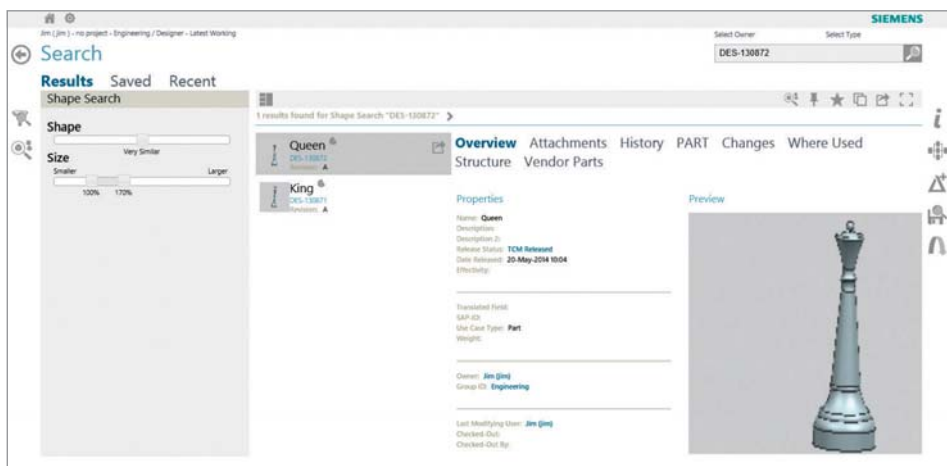 SIEMENS
Jim ( jim ) - no project - Engineering / Designer - Latest Working
Select Owner
Select Type
Search
DES-130872
Results Saved Recent
Shape Search
1 results found for Shape Search "DES-130872"
Shape
Very Similar
Size
Smaller Larger
100% 170%
Queen
DES-130872
Revision: A
King
DES-130871
Revision: A
Overview Attachments History PART Changes Where Used
Structure Vendor Parts
Properties
Name: Queen
Description:
Description 2:
Release Status: TCM Released
Date Released: 20-May-2014 10:04
Effectivity:
Translated Field:
SAP-ID:
Use Case Type: Part
Weight:
Owner: Jim (jim)
Group ID: Engineering
Last Modifying User: Jim (jim)
Checked-Out:
Checked-Out By:
Preview